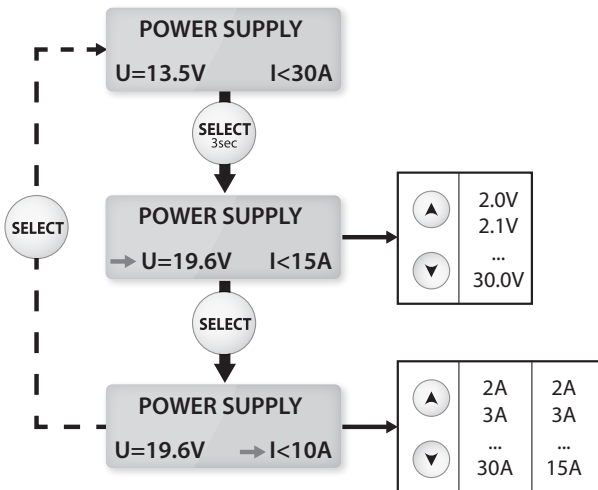 POWER SUPPLY
U=13.5V I<30A
SELECT
3sec
POWER SUPPLY
U=19.6V I<15A
2.0V
2.1V
...
30.0V
SELECT
SELECT
POWER SUPPLY
U=19.6V I<10A
2A 2A
3A 3A
... ...
30A 15A